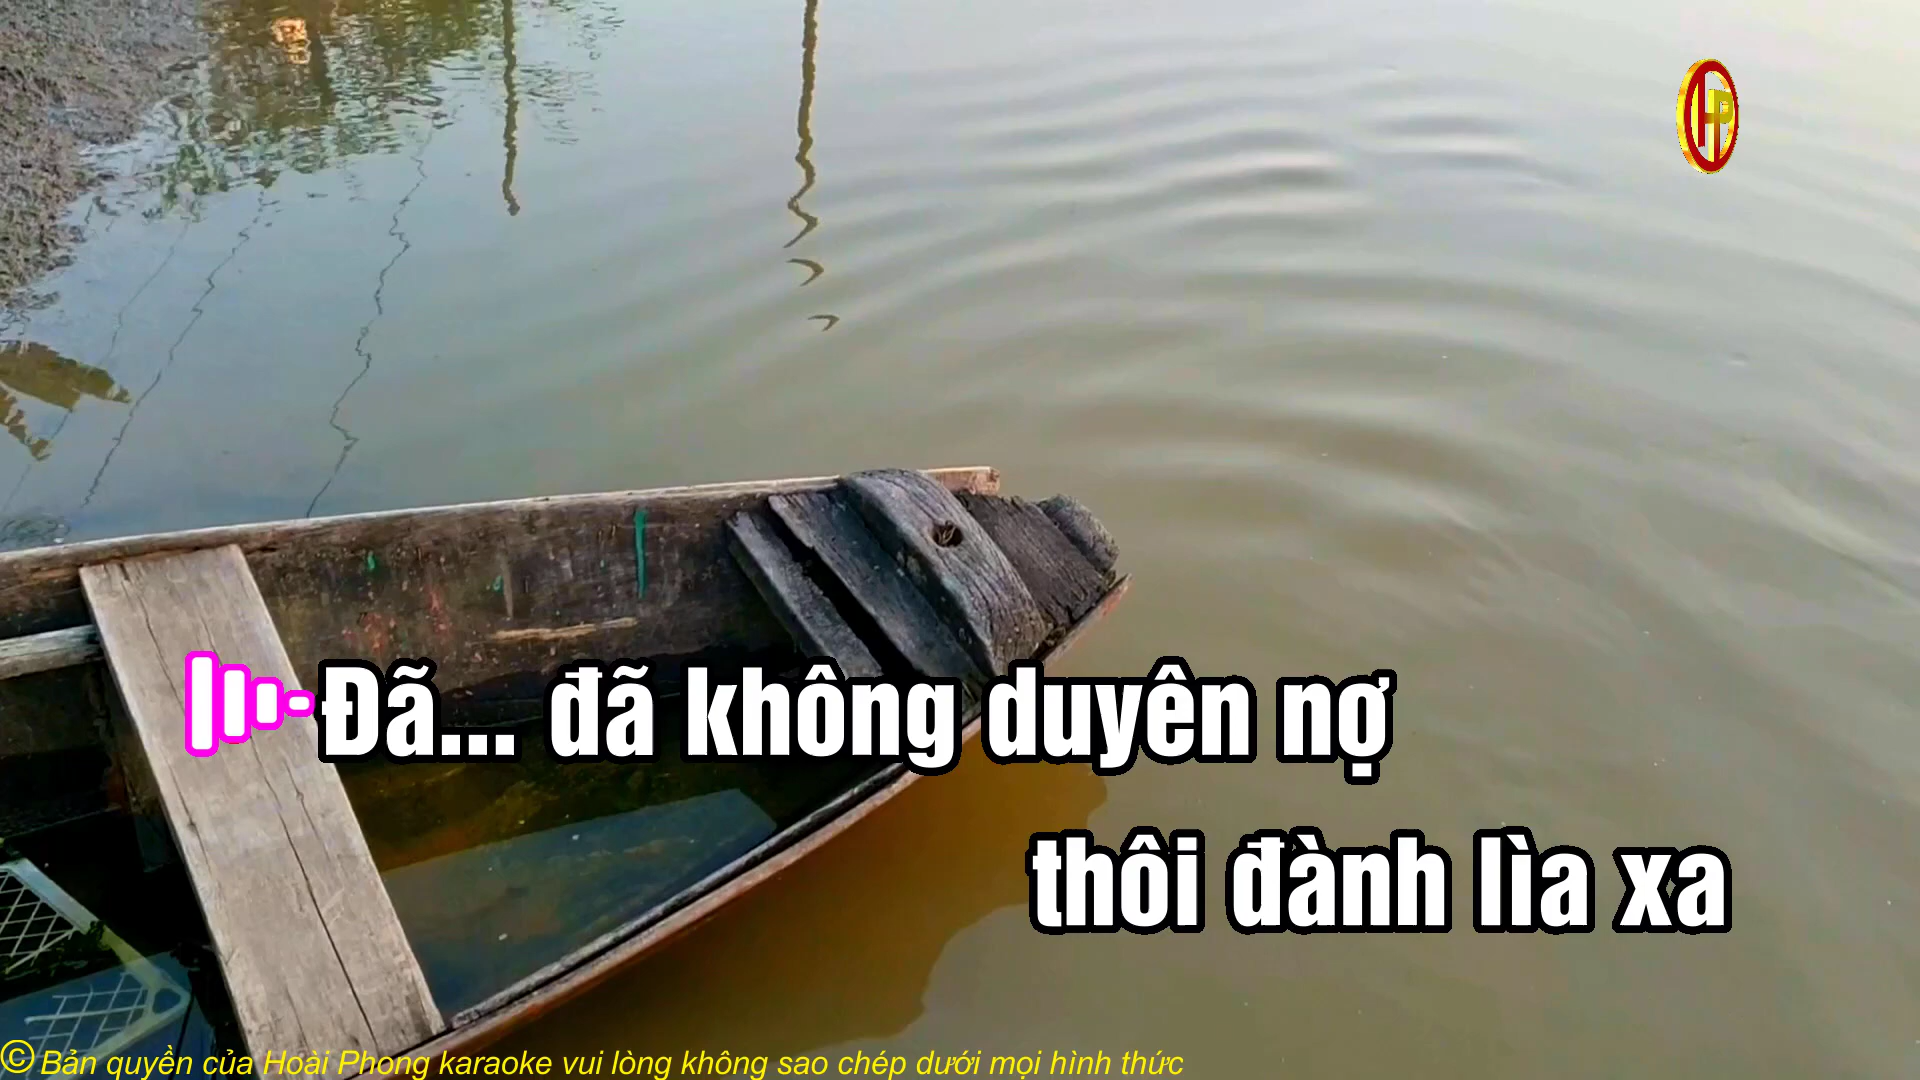 HP
Đã... đã không duyên nợ
thôi đành lìa xa
© Bản quyền của Hoài Phong karaoke vui lòng không sao chép dưới mọi hình thức